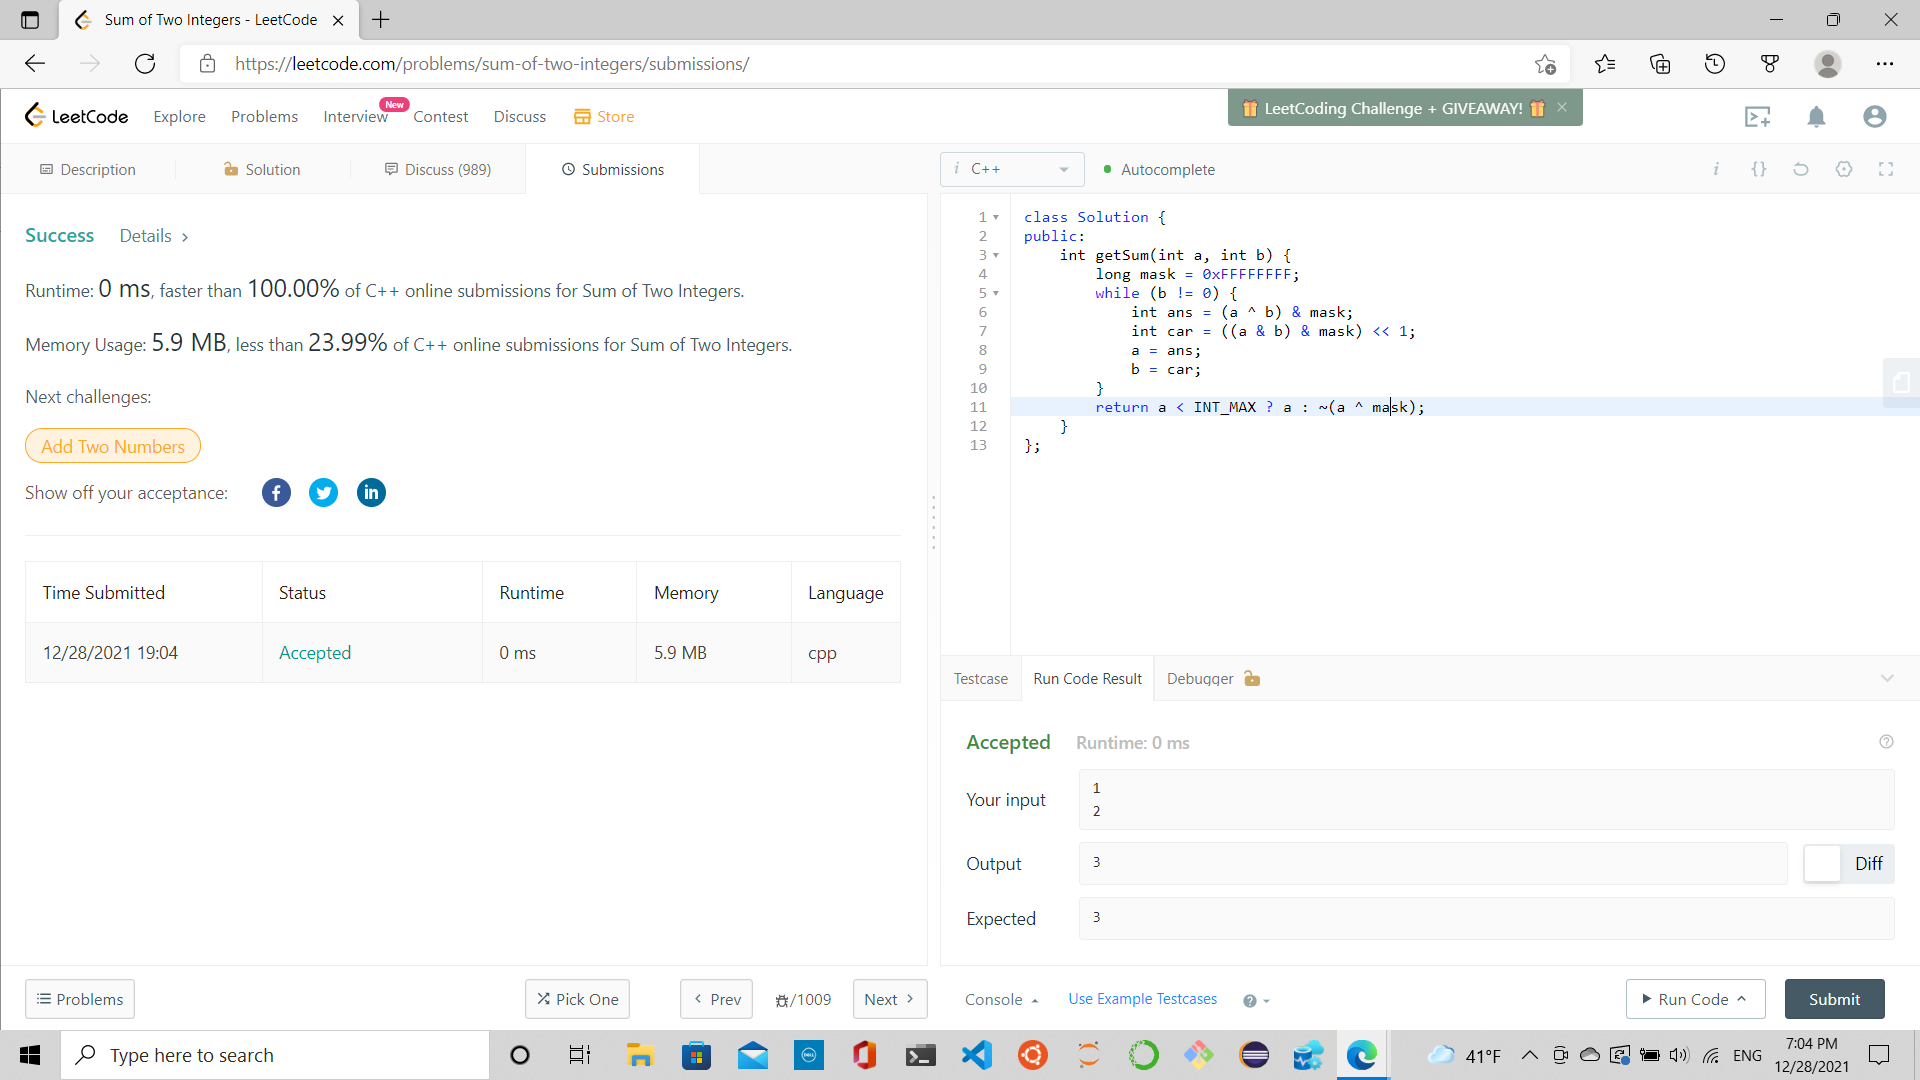 Sum of Two Integers - LeetCode
https://leetcode.com/problems/sum-of-two-integers/submissions/
LeetCode
Explore
Problems
Interview
New
Contest
Discuss
Store
LeetCoding Challenge + GIVEAWAY!
Description
Solution
Discuss (989)
Submissions
i C++
Autocomplete
Success
Details >
Runtime: 0 ms, faster than 100.00% of C++ online submissions for Sum of Two Integers.
Memory Usage: 5.9 MB, less than 23.99% of C++ online submissions for Sum of Two Integers.
Next challenges:
Add Two Numbers
Show off your acceptance:
Time Submitted Status Runtime Memory Language
12/28/2021 19:04 Accepted 0 ms 5.9 MB cpp
1 class Solution {
2 public:
3     int getSum(int a, int b) {
4         long mask = 0xFFFFFFFF;
5         while (b != 0) {
6             int ans = (a ^ b) & mask;
7             int car = ((a & b) & mask) << 1;
8             a = ans;
9             b = car;
10         }
11         return a < INT_MAX ? a : ~(a ^ mask);
12     }
13 };
Testcase
Run Code Result
Debugger
Accepted
Runtime: 0 ms
Your input
1
2
Output
3
Diff
Expected
3
Problems
Pick One
< Prev
/1009
Next >
Console
Use Example Testcases
Run Code
Submit
Type here to search
41°F
ENG
7:04 PM
12/28/2021